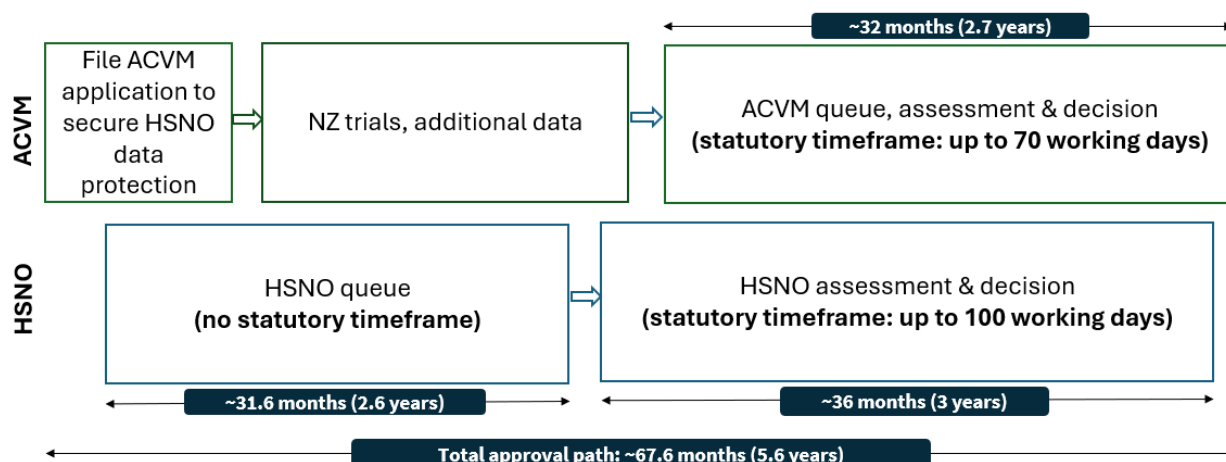 ~32 months (2.7 years)
ACVM
File ACVM
application to
secure HSNO
data
protection
NZ trials, additional data
ACVM queue, assessment & decision
(statutory timeframe: up to 70 working days)
HSNO
HSNO queue
(no statutory timeframe)
HSNO assessment & decision
(statutory timeframe: up to 100 working days)
~31.6 months (2.6 years)
~36 months (3 years)
Total approval path: ~67.6 months (5.6 years)